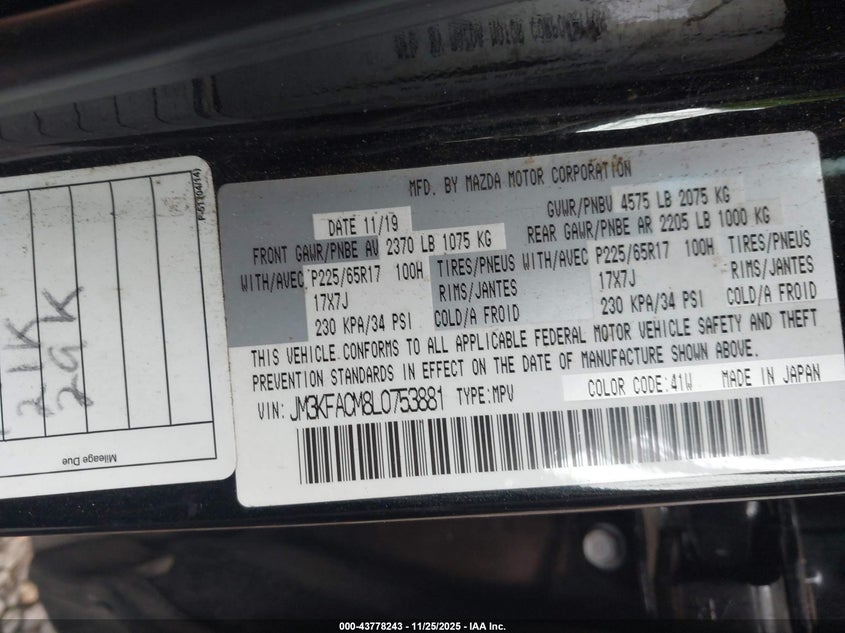 MFD. BY MAZDA MOTOR CORPORATION
DATE 11/19
GVWR/PNBV 4575 LB 2075 KG
FRONT GAWR/PNBE AV 2370 LB 1075 KG
REAR GAWR/PNBE AR 2205 LB 1000 KG
WITH/AVEC P225/65R17 100H TIRES/PNEUS
17X7J RIMS/JANTES
230 KPA/34 PSI COLD/A FROID
WITH/AVEC P225/65R17 100H TIRES/PNEUS
17X7J RIMS/JANTES
230 KPA/34 PSI COLD/A FROID
THIS VEHICLE CONFORMS TO ALL APPLICABLE FEDERAL MOTOR VEHICLE SAFETY AND THEFT
PREVENTION STANDARDS IN EFFECT ON THE DATE OF MANUFACTURE SHOWN ABOVE.
VIN: JM3KFACM8L0753881 TYPE:MPV
COLOR CODE:41W MADE IN JAPAN
21K
29K
Mileage Due
000-43778243 - 11/25/2025 - IAA Inc.